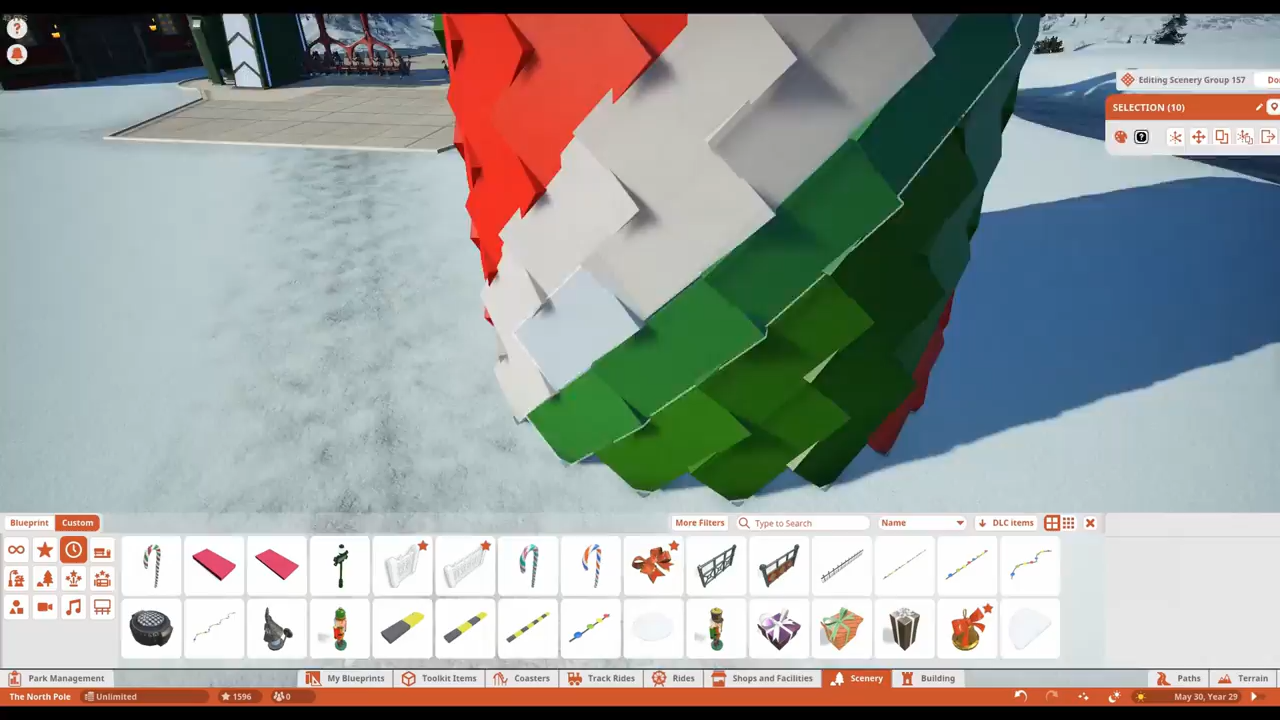 Editing Scenery Group 157
SELECTION (10)
Blueprint
Custom
More Filters
Type to Search
Name
DLC items
Park Management
My Blueprints
Toolkit Items
Coasters
Track Rides
Rides
Shops and Facilities
Scenery
Building
Paths
Terrain
The North Pole
Unlimited
1596
0
May 30, Year 29